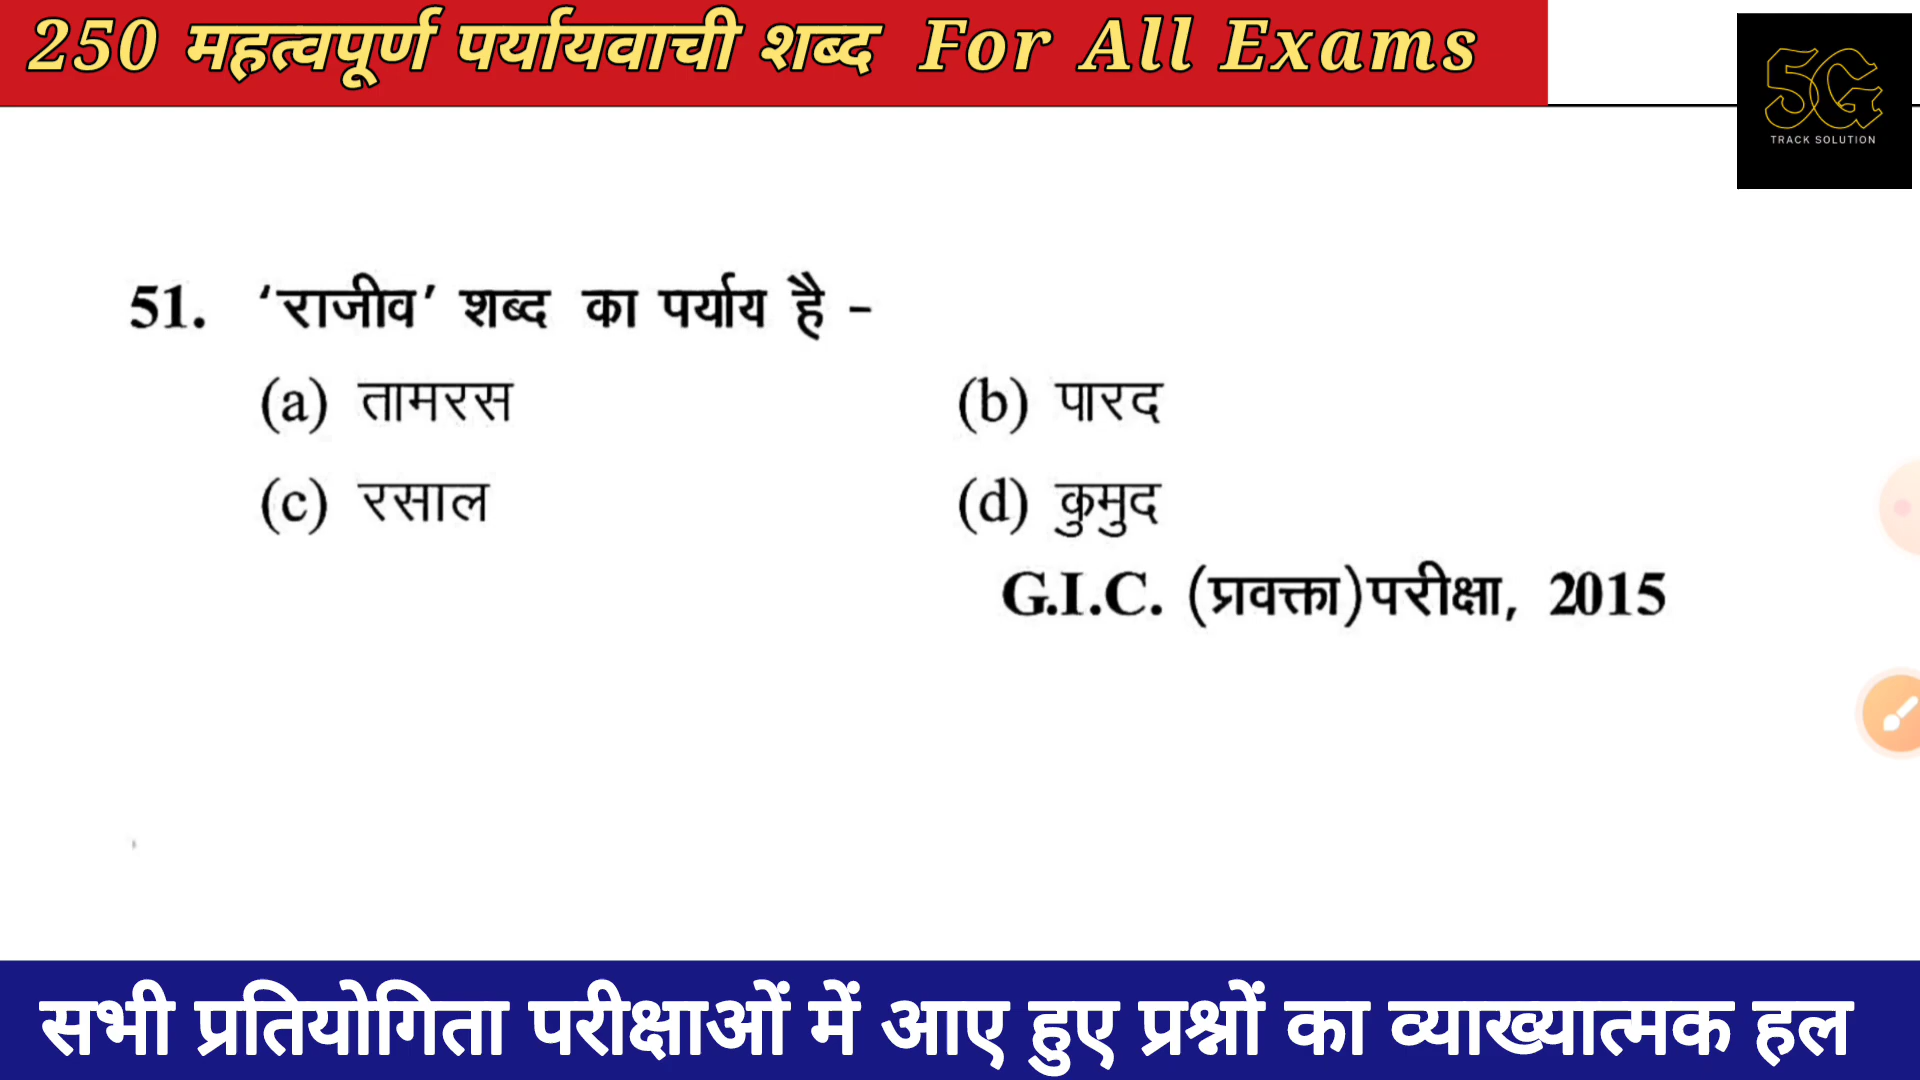 250 महत्वपूर्ण पर्यायवाची शब्द For All Exams
5G
TRACK SOLUTION
51. ‘राजीव’ शब्द का पर्याय है -
(a) तामरस (b) पारद
(c) रसाल (d) कुमुद
G.I.C. (प्रवक्ता)परीक्षा, 2015
सभी प्रतियोगिता परीक्षाओं में आए हुए प्रश्नों का व्याख्यात्मक हल